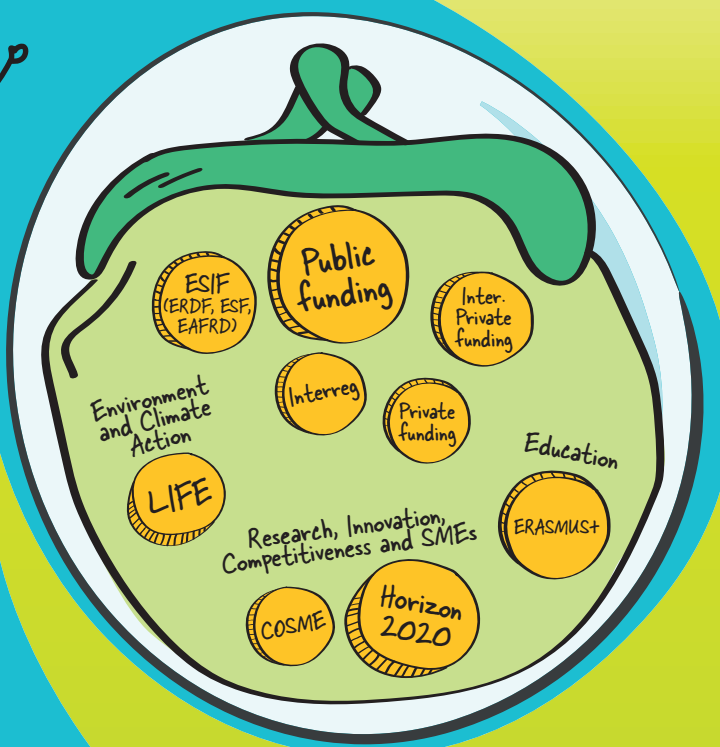 Public
funding
ESIF
(ERDF, ESF,
EAFRD)
Inter.
Private
funding
Interreg
Private
funding
Environment
and Climate
Action
LIFE
Education
ERASMUS+
Research, Innovation,
Competitiveness and SMEs
COSME
Horizon
2020